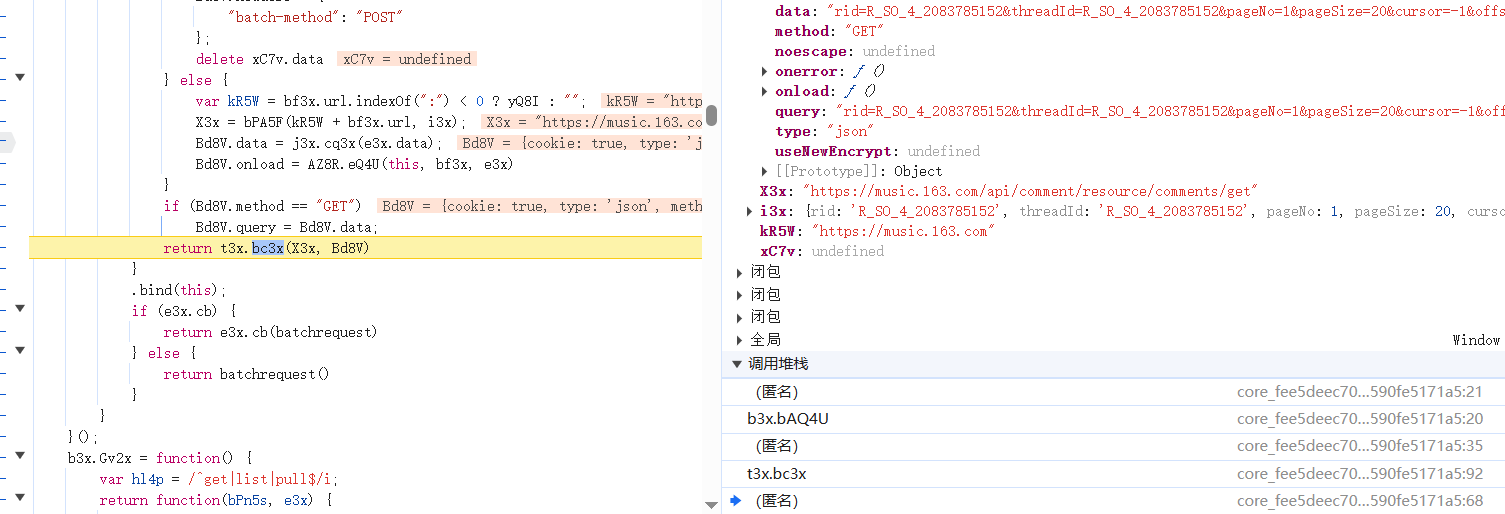 "batch-method": "POST"
};
delete xC7v.data xC7v = undefined
} else {
var kR5W = bf3x.url.indexOf(":") < 0 ? yQ8I : ""; kR5W = "http
X3x = bPA5F(kR5W + bf3x.url, i3x); X3x = "https://music.163.co
Bd8V.data = j3x.cq3x(e3x.data); Bd8V = {cookie: true, type: 'j
Bd8V.onload = AZ8R.eQ4U(this, bf3x, e3x)
}
if (Bd8V.method == "GET") Bd8V = {cookie: true, type: 'json', meth
Bd8V.query = Bd8V.data;
return t3x.bc3x(X3x, Bd8V)
}
.bind(this);
if (e3x.cb) {
return e3x.cb(batchrequest)
} else {
return batchrequest()
}
}
}();
b3x.Gv2x = function() {
var hl4p = /^get|list|pull$/i;
return function(bPn5s, e3x) {
data: "rid=R_SO_4_2083785152&threadId=R_SO_4_2083785152&pageNo=1&pageSize=20&cursor=-1&offs
method: "GET"
noescape: undefined
onerror: ƒ ()
onload: ƒ ()
query: "rid=R_SO_4_2083785152&threadId=R_SO_4_2083785152&pageNo=1&pageSize=20&cursor=-1&off
type: "json"
useNewEncrypt: undefined
[[Prototype]]: Object
X3x: "https://music.163.com/api/comment/resource/comments/get"
i3x: {rid: 'R_SO_4_2083785152', threadId: 'R_SO_4_2083785152', pageNo: 1, pageSize: 20, curso
kR5W: "https://music.163.com"
xC7v: undefined
闭包
闭包
闭包
全局 Window
调用堆栈
(匿名) core_fee5deec70...590fe5171a5:21
b3x.bAQ4U core_fee5deec70...590fe5171a5:20
(匿名) core_fee5deec70...590fe5171a5:35
t3x.bc3x core_fee5deec70...590fe5171a5:92
(匿名) core_fee5deec70...590fe5171a5:68